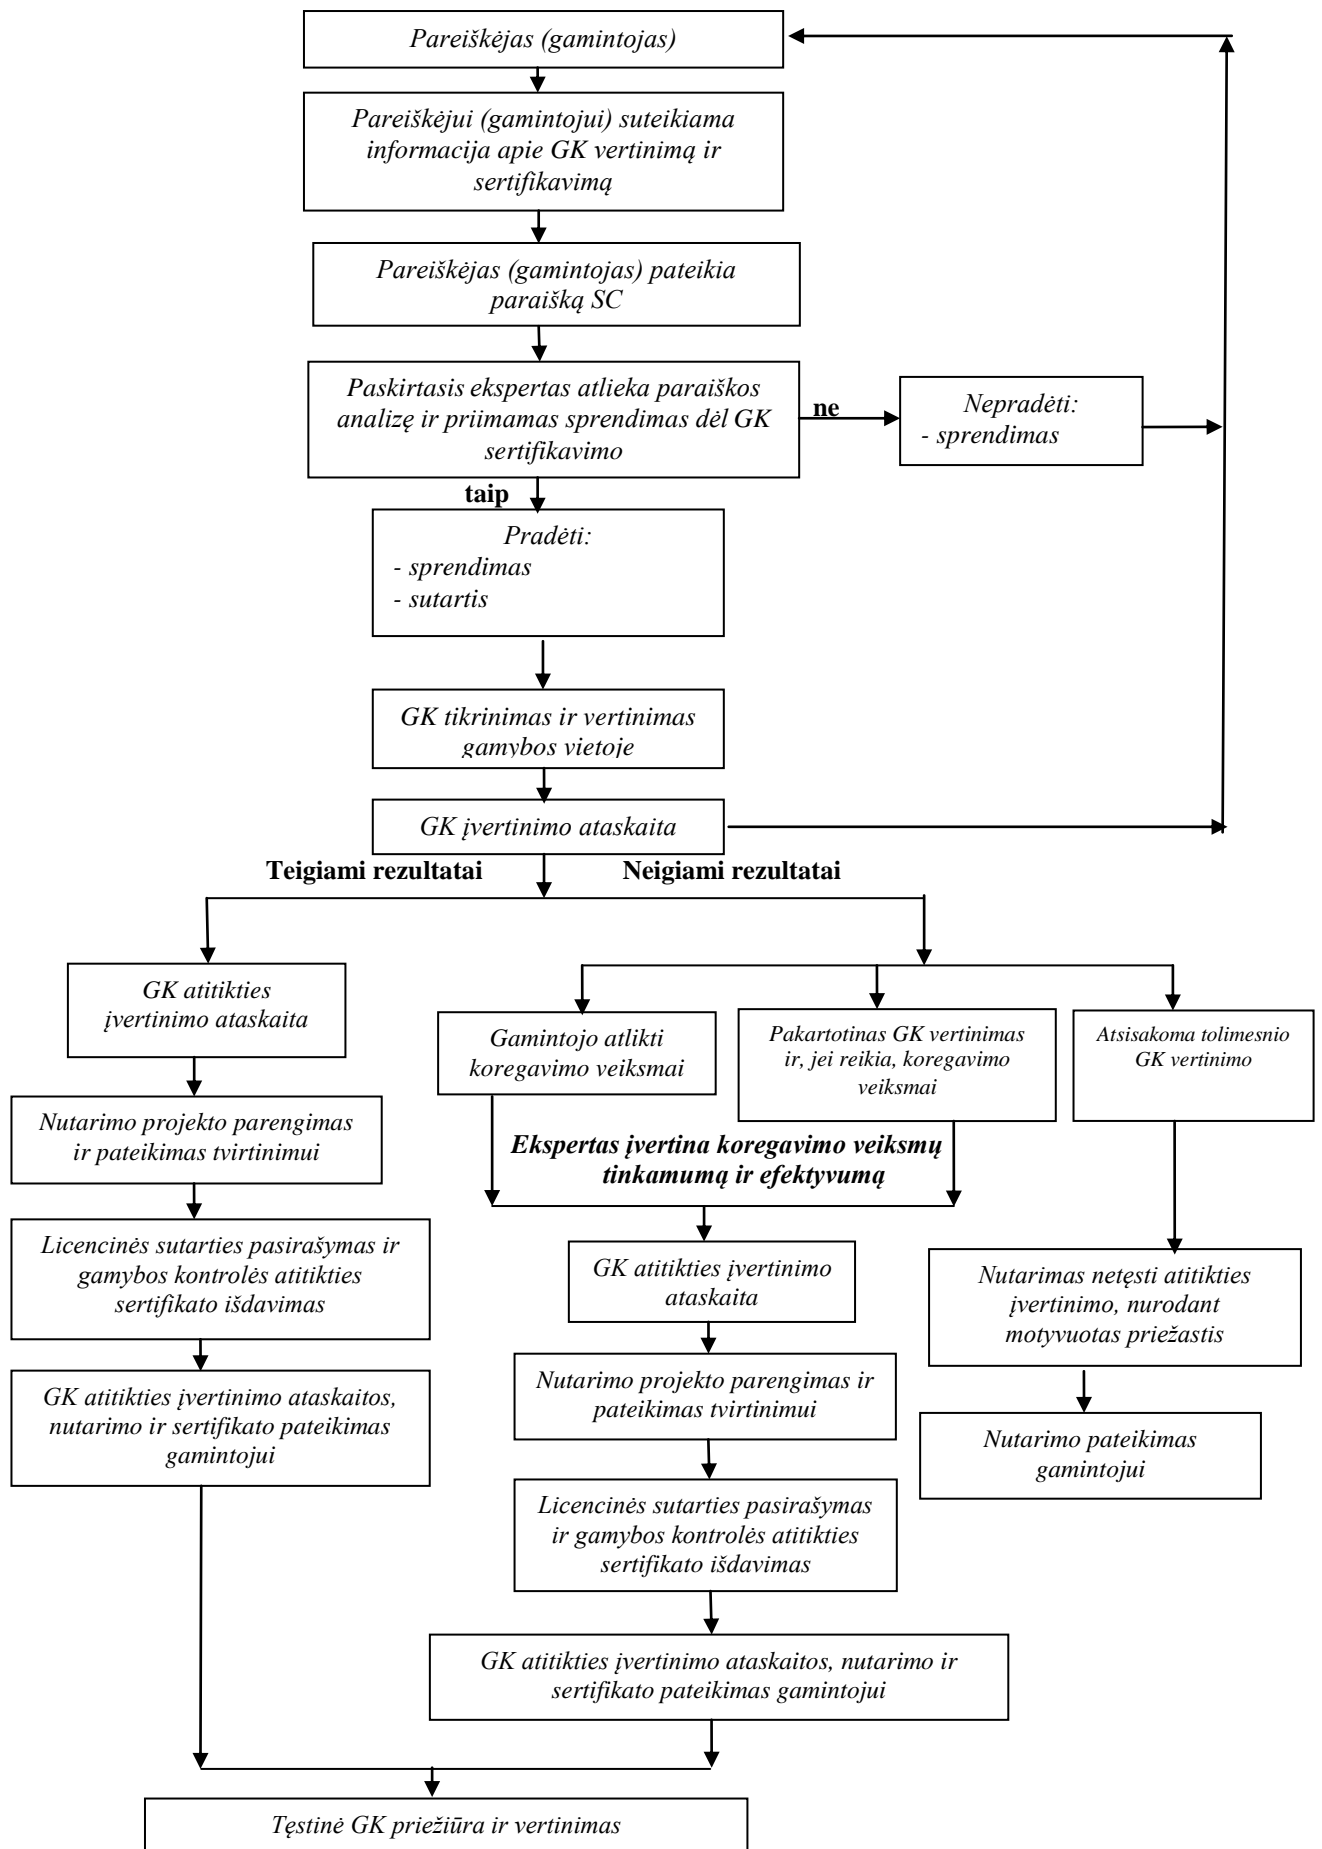 Pareiškėjas (gamintojas)
Pareiškėjui (gamintojui) suteikiama
informacija apie GK vertinimą ir
sertifikavimą
Pareiškėjas (gamintojas) pateikia
paraišką SC
Paskirtasis ekspertas atlieka paraiškos
analizę ir priimamas sprendimas dėl GK
sertifikavimo
ne
Nepradėti:
- sprendimas
taip
Pradėti:
- sprendimas
- sutartis
GK tikrinimas ir vertinimas
gamybos vietoje
GK įvertinimo ataskaita
Teigiami rezultatai
Neigiami rezultatai
GK atitikties
įvertinimo ataskaita
Gamintojo atlikti
koregavimo veiksmai
Pakartotinas GK vertinimas
ir, jei reikia, koregavimo
veiksmai
Atsisakoma tolimesnio
GK vertinimo
Nutarimo projekto parengimas
ir pateikimas tvirtinimui
Ekspertas įvertina koregavimo veiksmų
tinkamumą ir efektyvumą
Licencinės sutarties pasirašymas ir
gamybos kontrolės atitikties
sertifikato išdavimas
GK atitikties įvertinimo
ataskaita
Nutarimas netęsti atitikties
įvertinimo, nurodant
motyvuotas priežastis
GK atitikties įvertinimo ataskaitos,
nutarimo ir sertifikato pateikimas
gamintojui
Nutarimo projekto parengimas ir
pateikimas tvirtinimui
Nutarimo pateikimas
gamintojui
Licencinės sutarties pasirašymas
ir gamybos kontrolės atitikties
sertifikato išdavimas
GK atitikties įvertinimo ataskaitos, nutarimo ir
sertifikato pateikimas gamintojui
Tęstinė GK priežiūra ir vertinimas